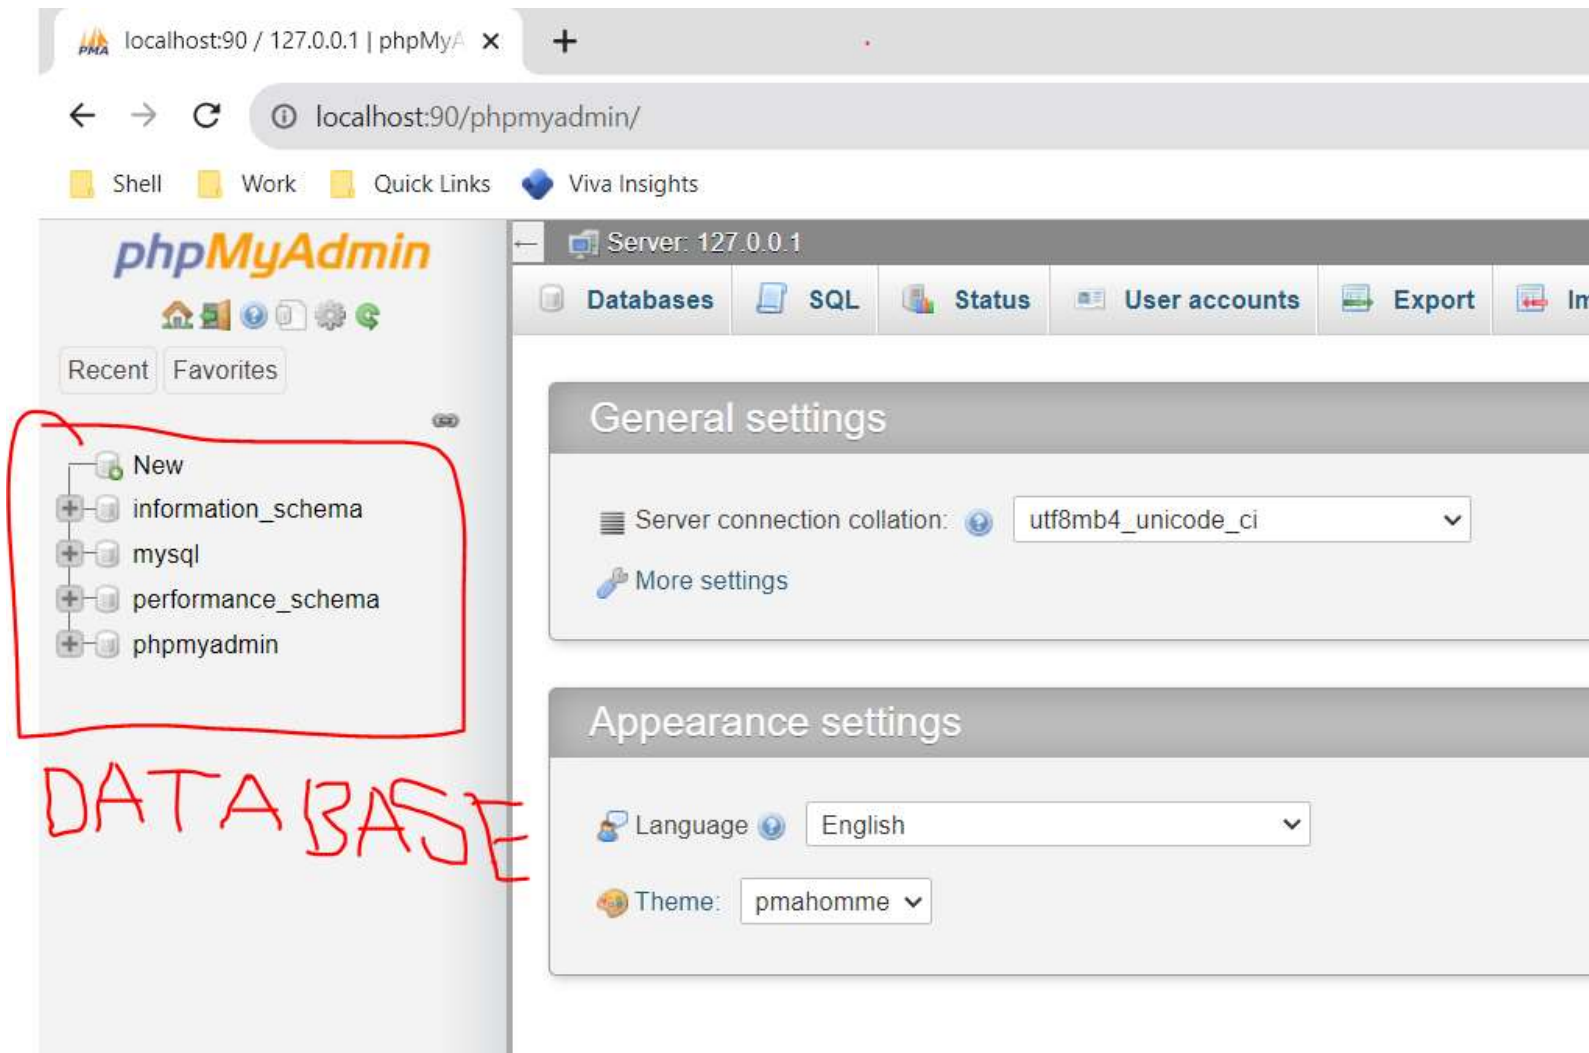 localhost:90 / 127.0.0.1 | phpMyA
localhost:90/phpmyadmin/
Shell Work Quick Links Viva Insights
phpMyAdmin
Recent Favorites
New
information_schema
mysql
performance_schema
phpmyadmin
DATABASE
Server: 127.0.0.1
Databases SQL Status User accounts Export Im
General settings
Server connection collation: utf8mb4_unicode_ci
More settings
Appearance settings
Language English
Theme: pmahomme